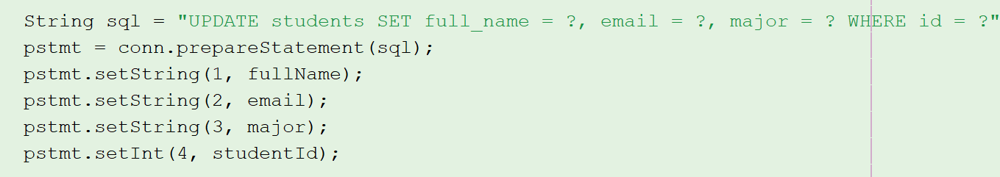 String sql = "UPDATE students SET full_name = ?, email = ?, major = ? WHERE id = ?"
pstmt = conn.prepareStatement(sql);
pstmt.setString(1, fullName);
pstmt.setString(2, email);
pstmt.setString(3, major);
pstmt.setInt(4, studentId);